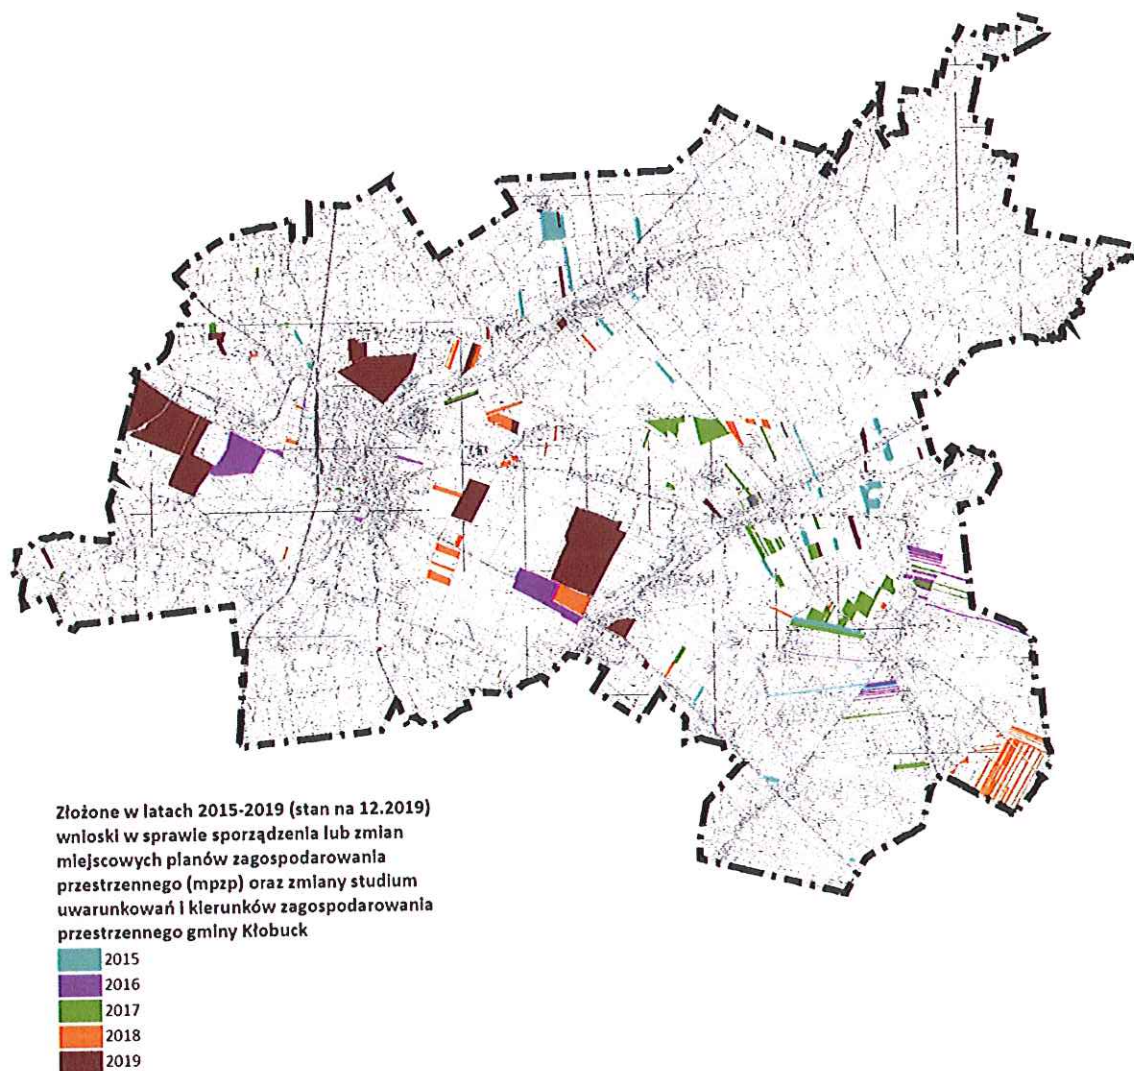 Złożone w latach 2015-2019 (stan na 12.2019)
wnioski w sprawie sporządzenia lub zmian
miejscowych planów zagospodarowania
przestrzennego (mpzp) oraz zmiany studium
uwarunkowań i kierunków zagospodarowania
przestrzennego gminy Kłobuck
2015
2016
2017
2018
2019